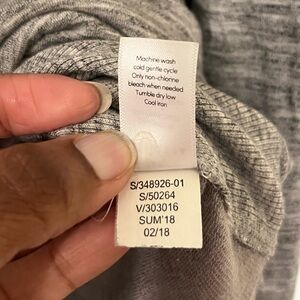 Machine wash
cold gentle cycle
Only non-chlorine
bleach when needed
Tumble dry low
Cool iron
S/348926-01
S/50264
V/303016
SUM'18
02/18